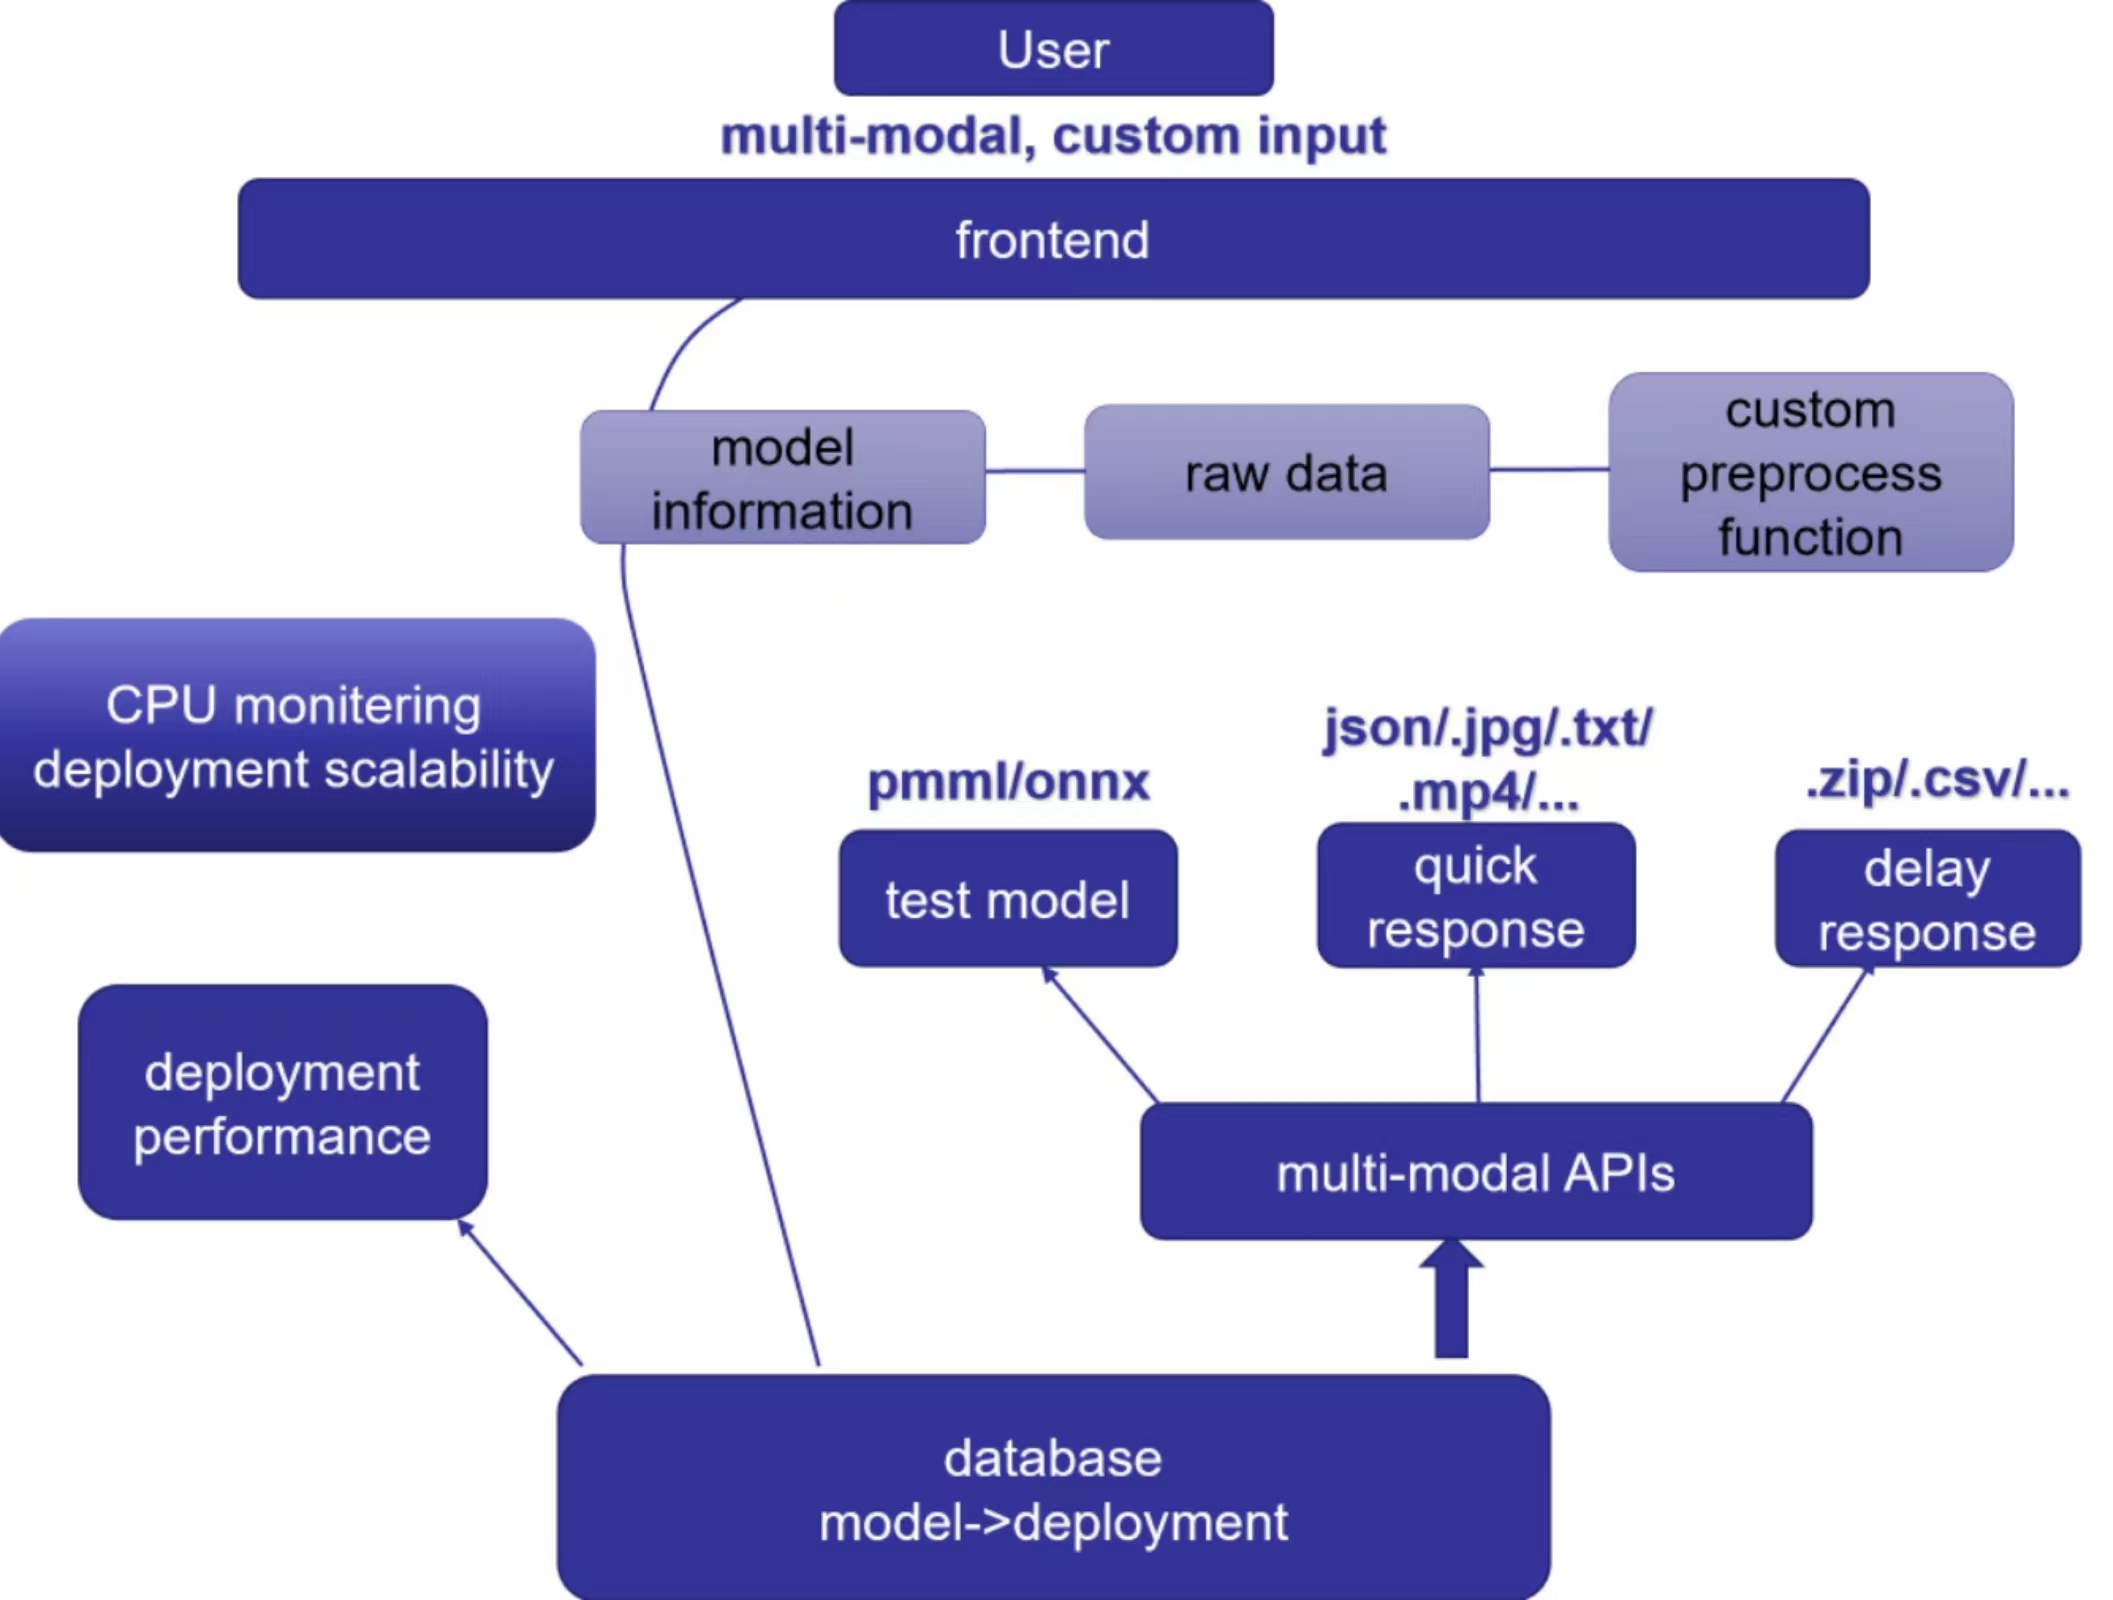 User
multi-modal, custom input
frontend
model
information
raw data
custom
preprocess
function
CPU monitering
deployment scalability
pmml/onnx
json/.jpg/.txt/
.mp4/...
.zip/.csv/...
test model
quick
response
delay
response
deployment
performance
multi-modal APIs
database
model->deployment